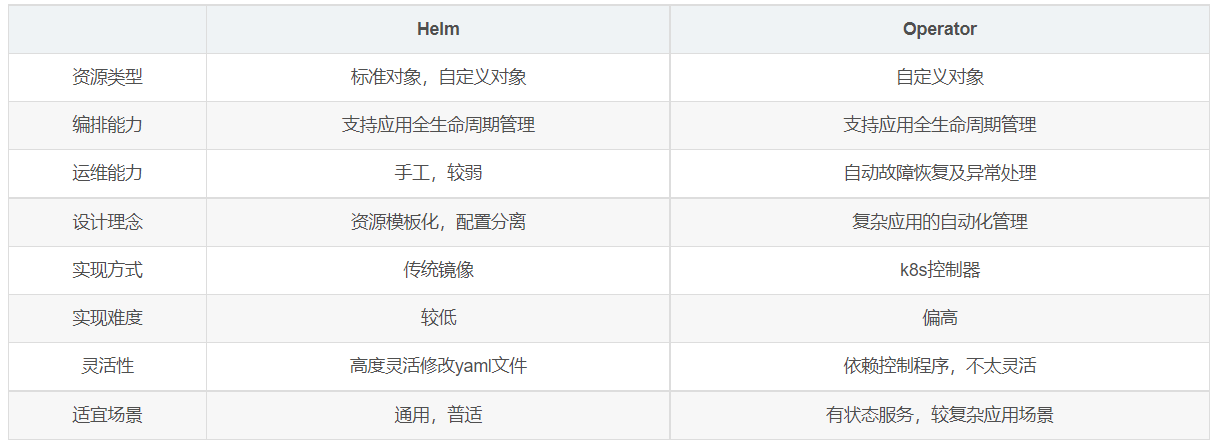 Helm Operator
资源类型 标准对象，自定义对象 自定义对象
编排能力 支持应用全生命周期管理 支持应用全生命周期管理
运维能力 手工，较弱 自动故障恢复及异常处理
设计理念 资源模板化，配置分离 复杂应用的自动化管理
实现方式 传统镜像 k8s控制器
实现难度 较低 偏高
灵活性 高度灵活修改yaml文件 依赖控制程序，不太灵活
适宜场景 通用，普适 有状态服务，较复杂应用场景